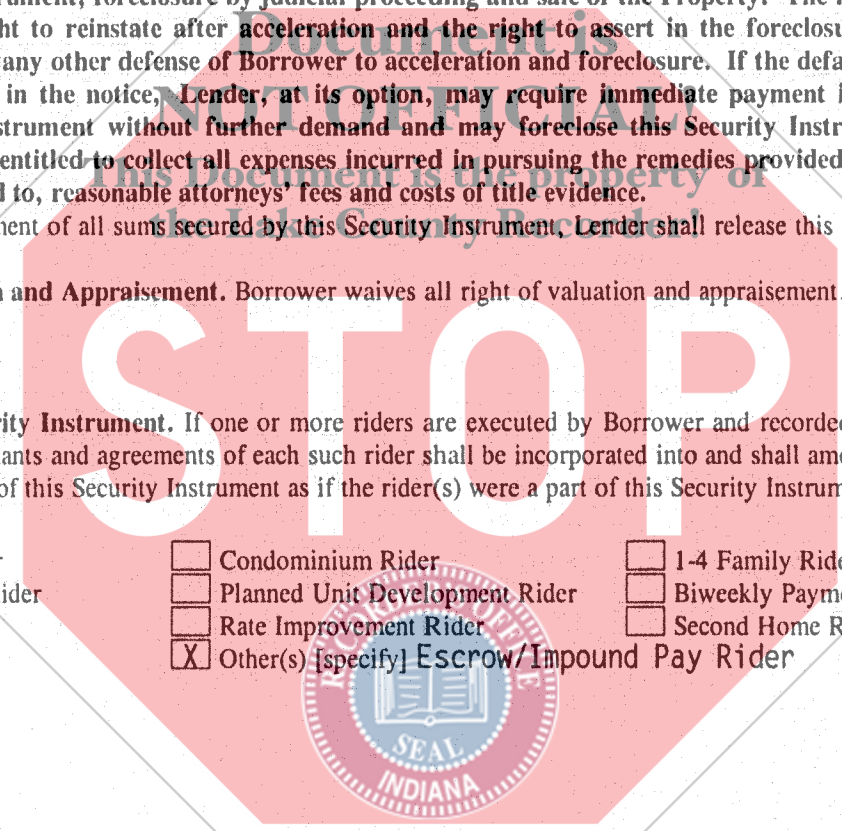 rument, foreclosure by judicial proceeding and sale of the Property. The
Document is
ht to reinstate after acceleration and the right to assert in the foreclosu
any other defense of Borrower to acceleration and foreclosure. If the defa
NOT OFFICIAL!
in the notice, Lender, at its option, may require immediate payment
strument without further demand and may foreclose this Security Instr
entitled to collect all expenses incurred in pursuing the remedies provided
This Document is the property of
d to, reasonable attorneys' fees and costs of title evidence.
the Lake County Recorder!
ment of all sums secured by this Security Instrument, Lender shall release this
and Appraisement. Borrower waives all right of valuation and appraisement.
STOP
rity Instrument. If one or more riders are executed by Borrower and recorded
ants and agreements of each such rider shall be incorporated into and shall ame
of this Security Instrument as if the rider(s) were a part of this Security Instrum
Condominium Rider 1-4 Family Ride
ider Planned Unit Development Rider Biweekly Payme
Rate Improvement Rider Second Home R
X Other(s) [specify] Escrow/Impound Pay Rider
RECORDER'S OFFICE
SEAL
INDIANA